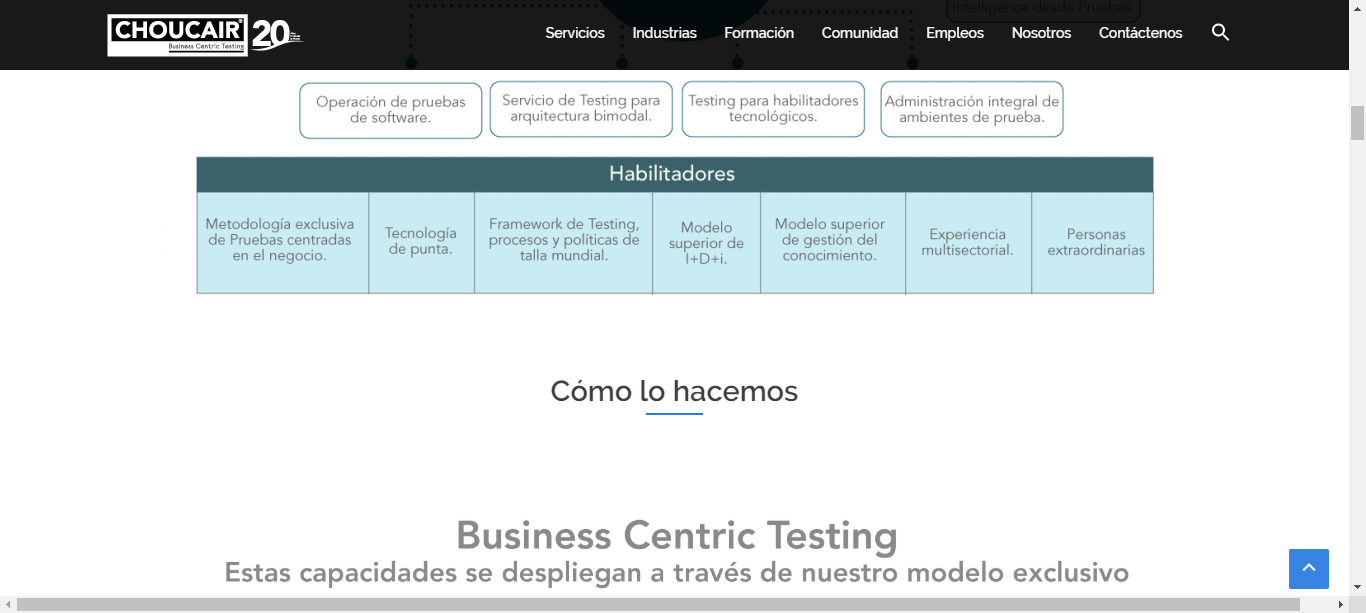 Intelligence desde Pruebas.
CHOUCAIR
Business Centric Testing
20
Servicios
Industrias
Formación
Comunidad
Empleos
Nosotros
Contáctenos
Operación de pruebas
de software.
Servicio de Testing para
arquitectura bimodal.
Testing para habilitadores
tecnológicos.
Administración integral de
ambientes de prueba.
Habilitadores
Metodología exclusiva
de Pruebas centradas
en el negocio.
Tecnología
de punta.
Framework de Testing,
procesos y políticas de
talla mundial.
Modelo
superior de
I+D+i.
Modelo superior
de gestión del
conocimiento.
Experiencia
multisectorial.
Personas
extraordinarias
Cómo lo hacemos
Business Centric Testing
Estas capacidades se despliegan a través de nuestro modelo exclusivo